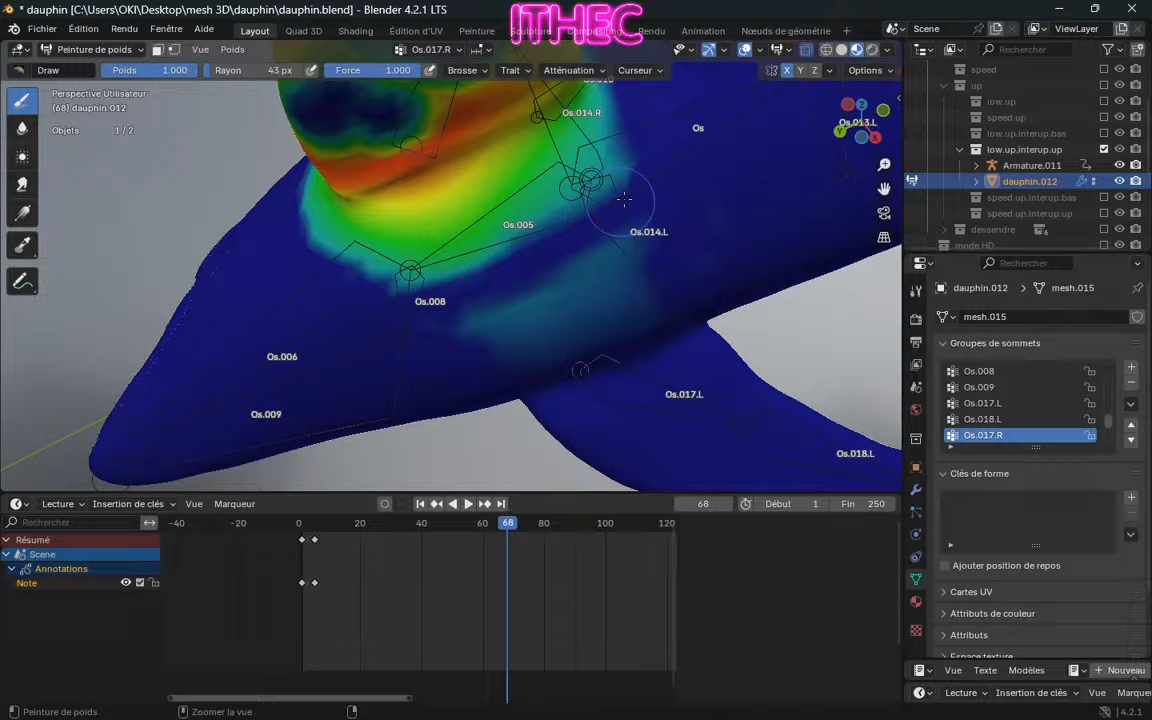 * dauphin [C:\Users\OKI\Desktop\mesh 3D\dauphin\dauphin.blend] - Blender 4.2.1 LTS
ITHEC
Fichier Édition Rendu Fenêtre Aide Layout Quad 3D Shading Édition d'UV Peinture Sculpture Compositing Rendu Animation Nœuds de géométrie + Scene ViewLayer
Peinture de poids Vue Poids Os.017.R Rechercher
Draw Poids 1.000 Rayon 43 px Force 1.000 Brosse Trait Atténuation Curseur X Y Z Options
Perspective Utilisateur
(68) dauphin.012
Objets 1 / 2
Os.014.R
Os
Os.013.L
Os.005
Os.014.L
Os.008
Os.006
Os.017.L
Os.009
Os.018.L
Z
Y
X
speed
up
low.up
speed.up
low.up.interup.bas
low.up.interup.up
Armature.011
dauphin.012
speed.up.interup.bas
speed.up.interup.up
dessendre 6
mode HD
Rechercher
dauphin.012 > mesh.015
mesh.015
Groupes de sommets
Os.008
Os.009
Os.017.L
Os.018.L
Os.017.R
Clés de forme
Ajouter position de repos
Cartes UV
Attributs de couleur
Attributs
Espace texture
Vue Texte Modèles + Nouveau
Lecture Insertion de clés Vue Marqueu
Lecture Insertion de clés Vue Marqueur 68 Début 1 Fin 250
Rechercher -40 -20 0 20 40 60 68 80 100 120
Résumé
Scene
Annotations
Note
Peinture de poids Zoomer la vue 4.2.1